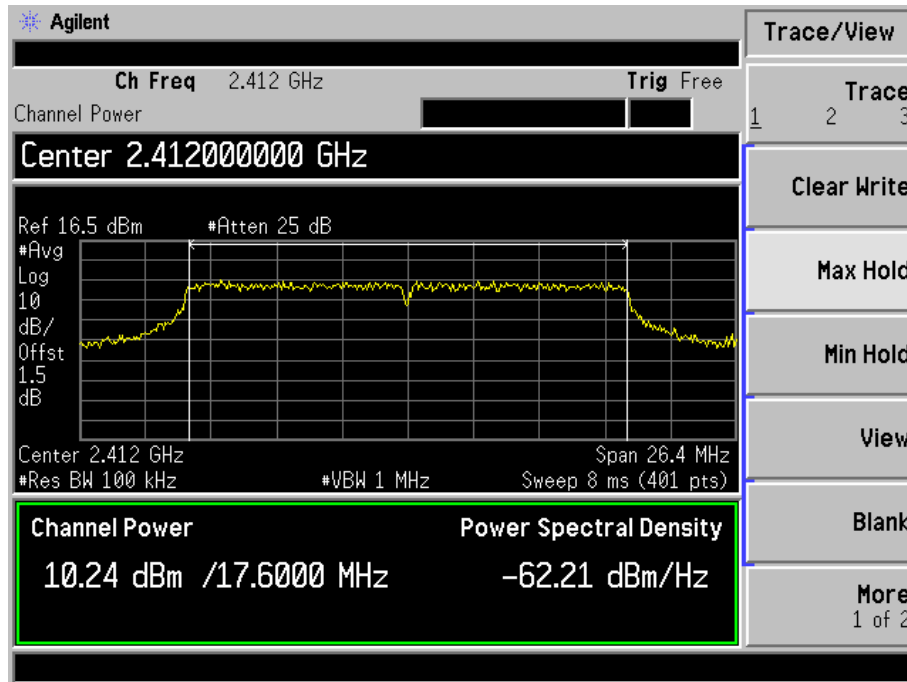 Agilent
Trace/View
Ch Freq 2.412 GHz Trig Free
Channel Power
Trace
1 2 3
Center 2.412000000 GHz
Clear Write
Ref 16.5 dBm #Atten 25 dB
#Avg
Log
10
dB/
Offst
1.5
dB
Max Hold
Min Hold
Center 2.412 GHz Span 26.4 MHz
#Res BW 100 kHz #VBW 1 MHz Sweep 8 ms (401 pts)
View
Channel Power Power Spectral Density
10.24 dBm /17.6000 MHz -62.21 dBm/Hz
Blank
More
1 of 2